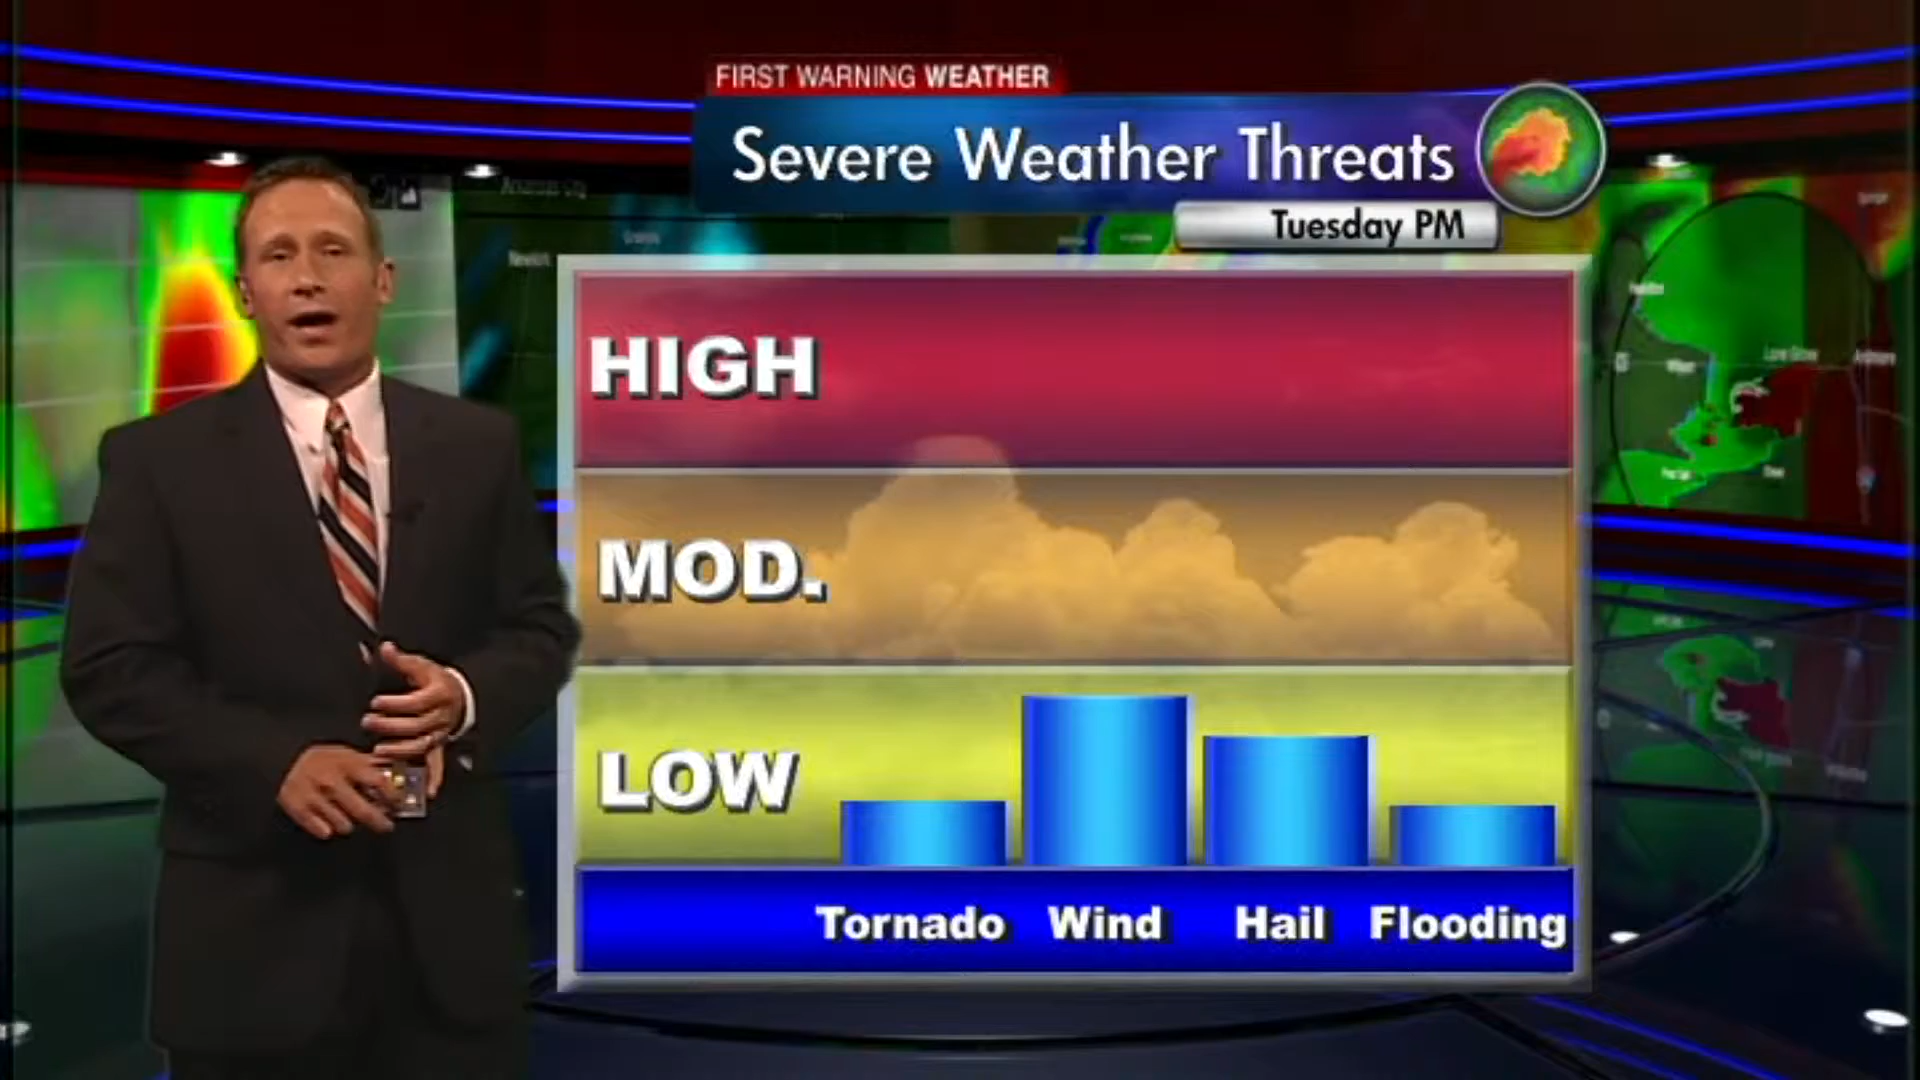 FIRST WARNING WEATHER
Severe Weather Threats
Tuesday PM
HIGH
MOD.
LOW
Tornado Wind Hail Flooding